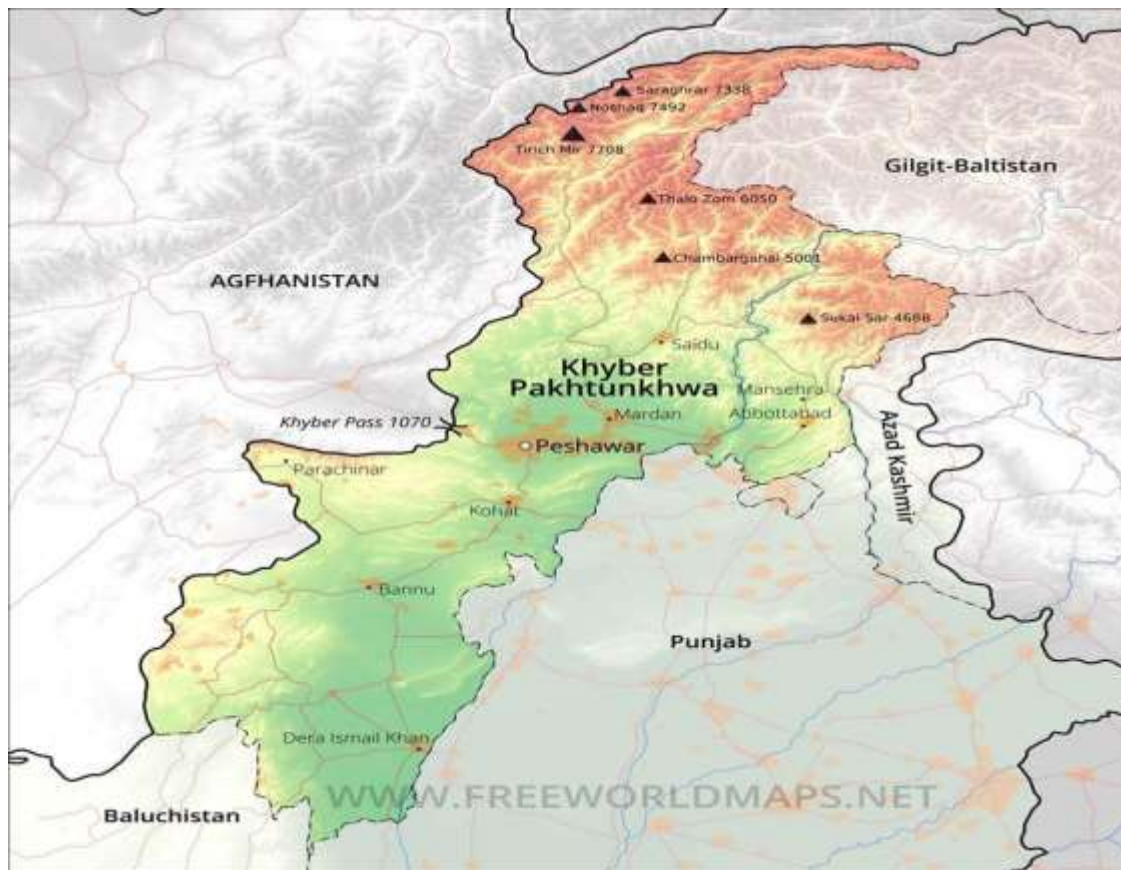 Saraghrar 7338
Noshaq 7492
Tirich Mir 7708
Gilgit-Baltistan
Thalo Zom 6050
Chambarghai 5001
AGFHANISTAN
Sukai Sar 4688
Saidu
Khyber
Pakhtunkhwa
Mansehra
Mardan
Abbottabad
Khyber Pass 1070
Azad Kashmir
Peshawar
Parachinar
Kohat
Bannu
Punjab
Dera Ismail Khan
WWW.FREEWORLDMAPS.NET
Baluchistan